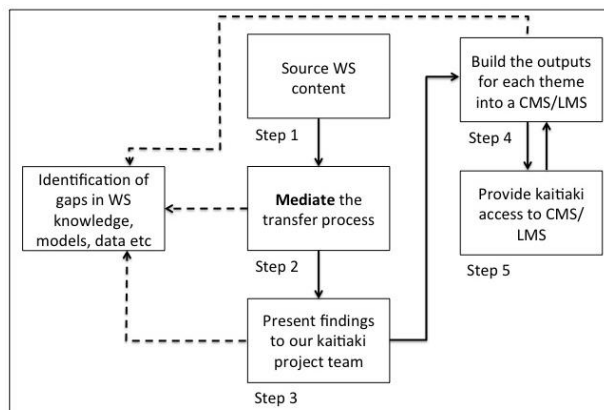 Source WS
content
Step 1
Mediate the
transfer process
Step 2
Present findings
to our kaitiaki
project team
Step 3
Identification of
gaps in WS
knowledge,
models, data etc
Build the outputs
for each theme
into a CMS/LMS
Step 4
Provide kaitiaki
access to CMS/
LMS
Step 5